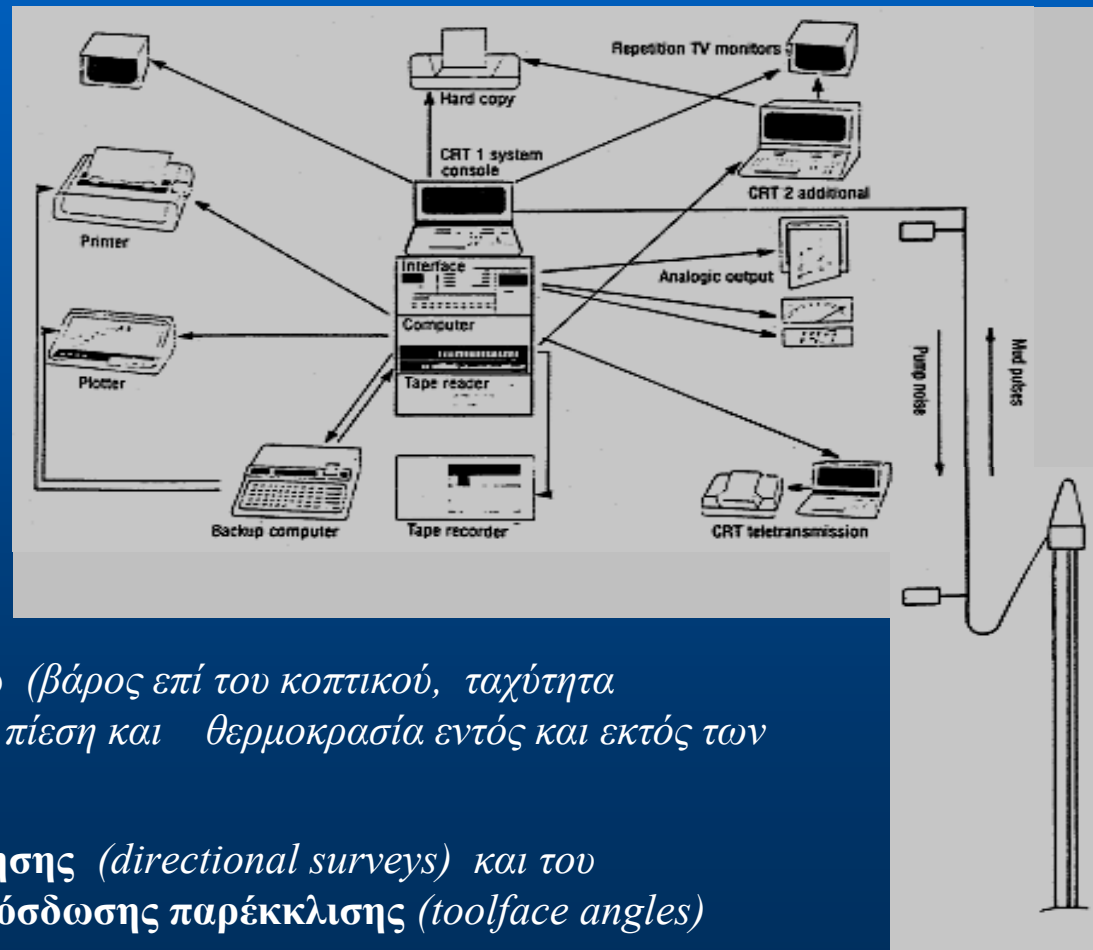 Repetition TV monitors
Hard copy
CRT 1 system
console
CRT 2 additional
Printer
Interface
Analogic output
Computer
Plotter
Tape reader
Pump noise
Mud pulses
Backup computer
Tape recorder
CRT teletransmission
(βάρος επί του κοπτικού, ταχύτητα
πίεση και θερμοκρασία εντός και εκτός των
(directional surveys) και του
παρέκκλισης (toolface angles)